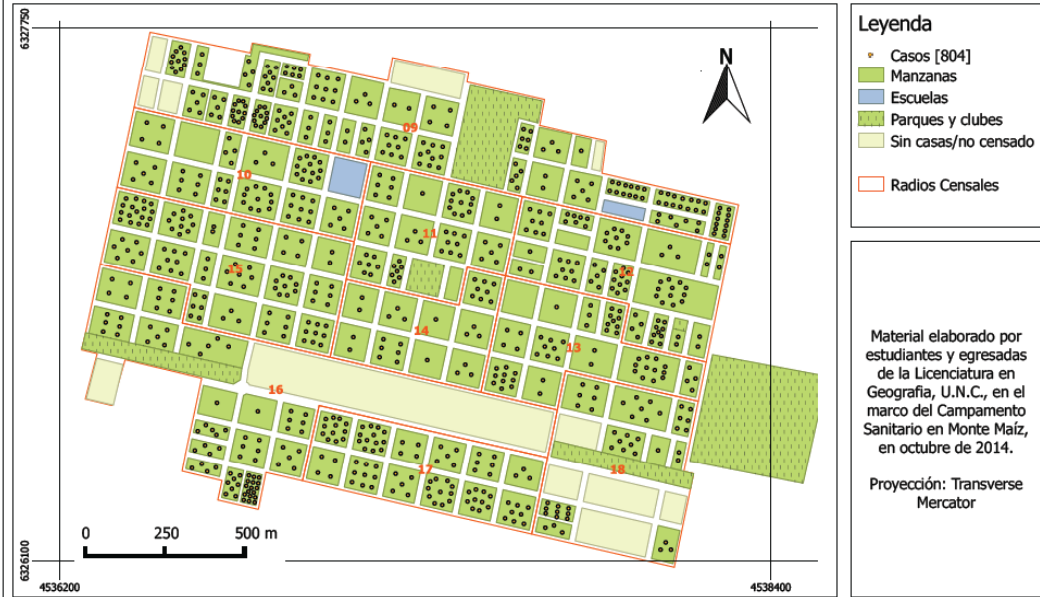 6327750
N
09
10
11
12
15
14
13
16
17
18
0 250 500 m
6326100
4536200
4538400
Leyenda
Casos [804]
Manzanas
Escuelas
Parques y clubes
Sin casas/no censado
Radios Censales
Material elaborado por
estudiantes y egresadas
de la Licenciatura en
Geografia, U.N.C., en el
marco del Campamento
Sanitario en Monte Maíz,
en octubre de 2014.
Proyección: Transverse
Mercator